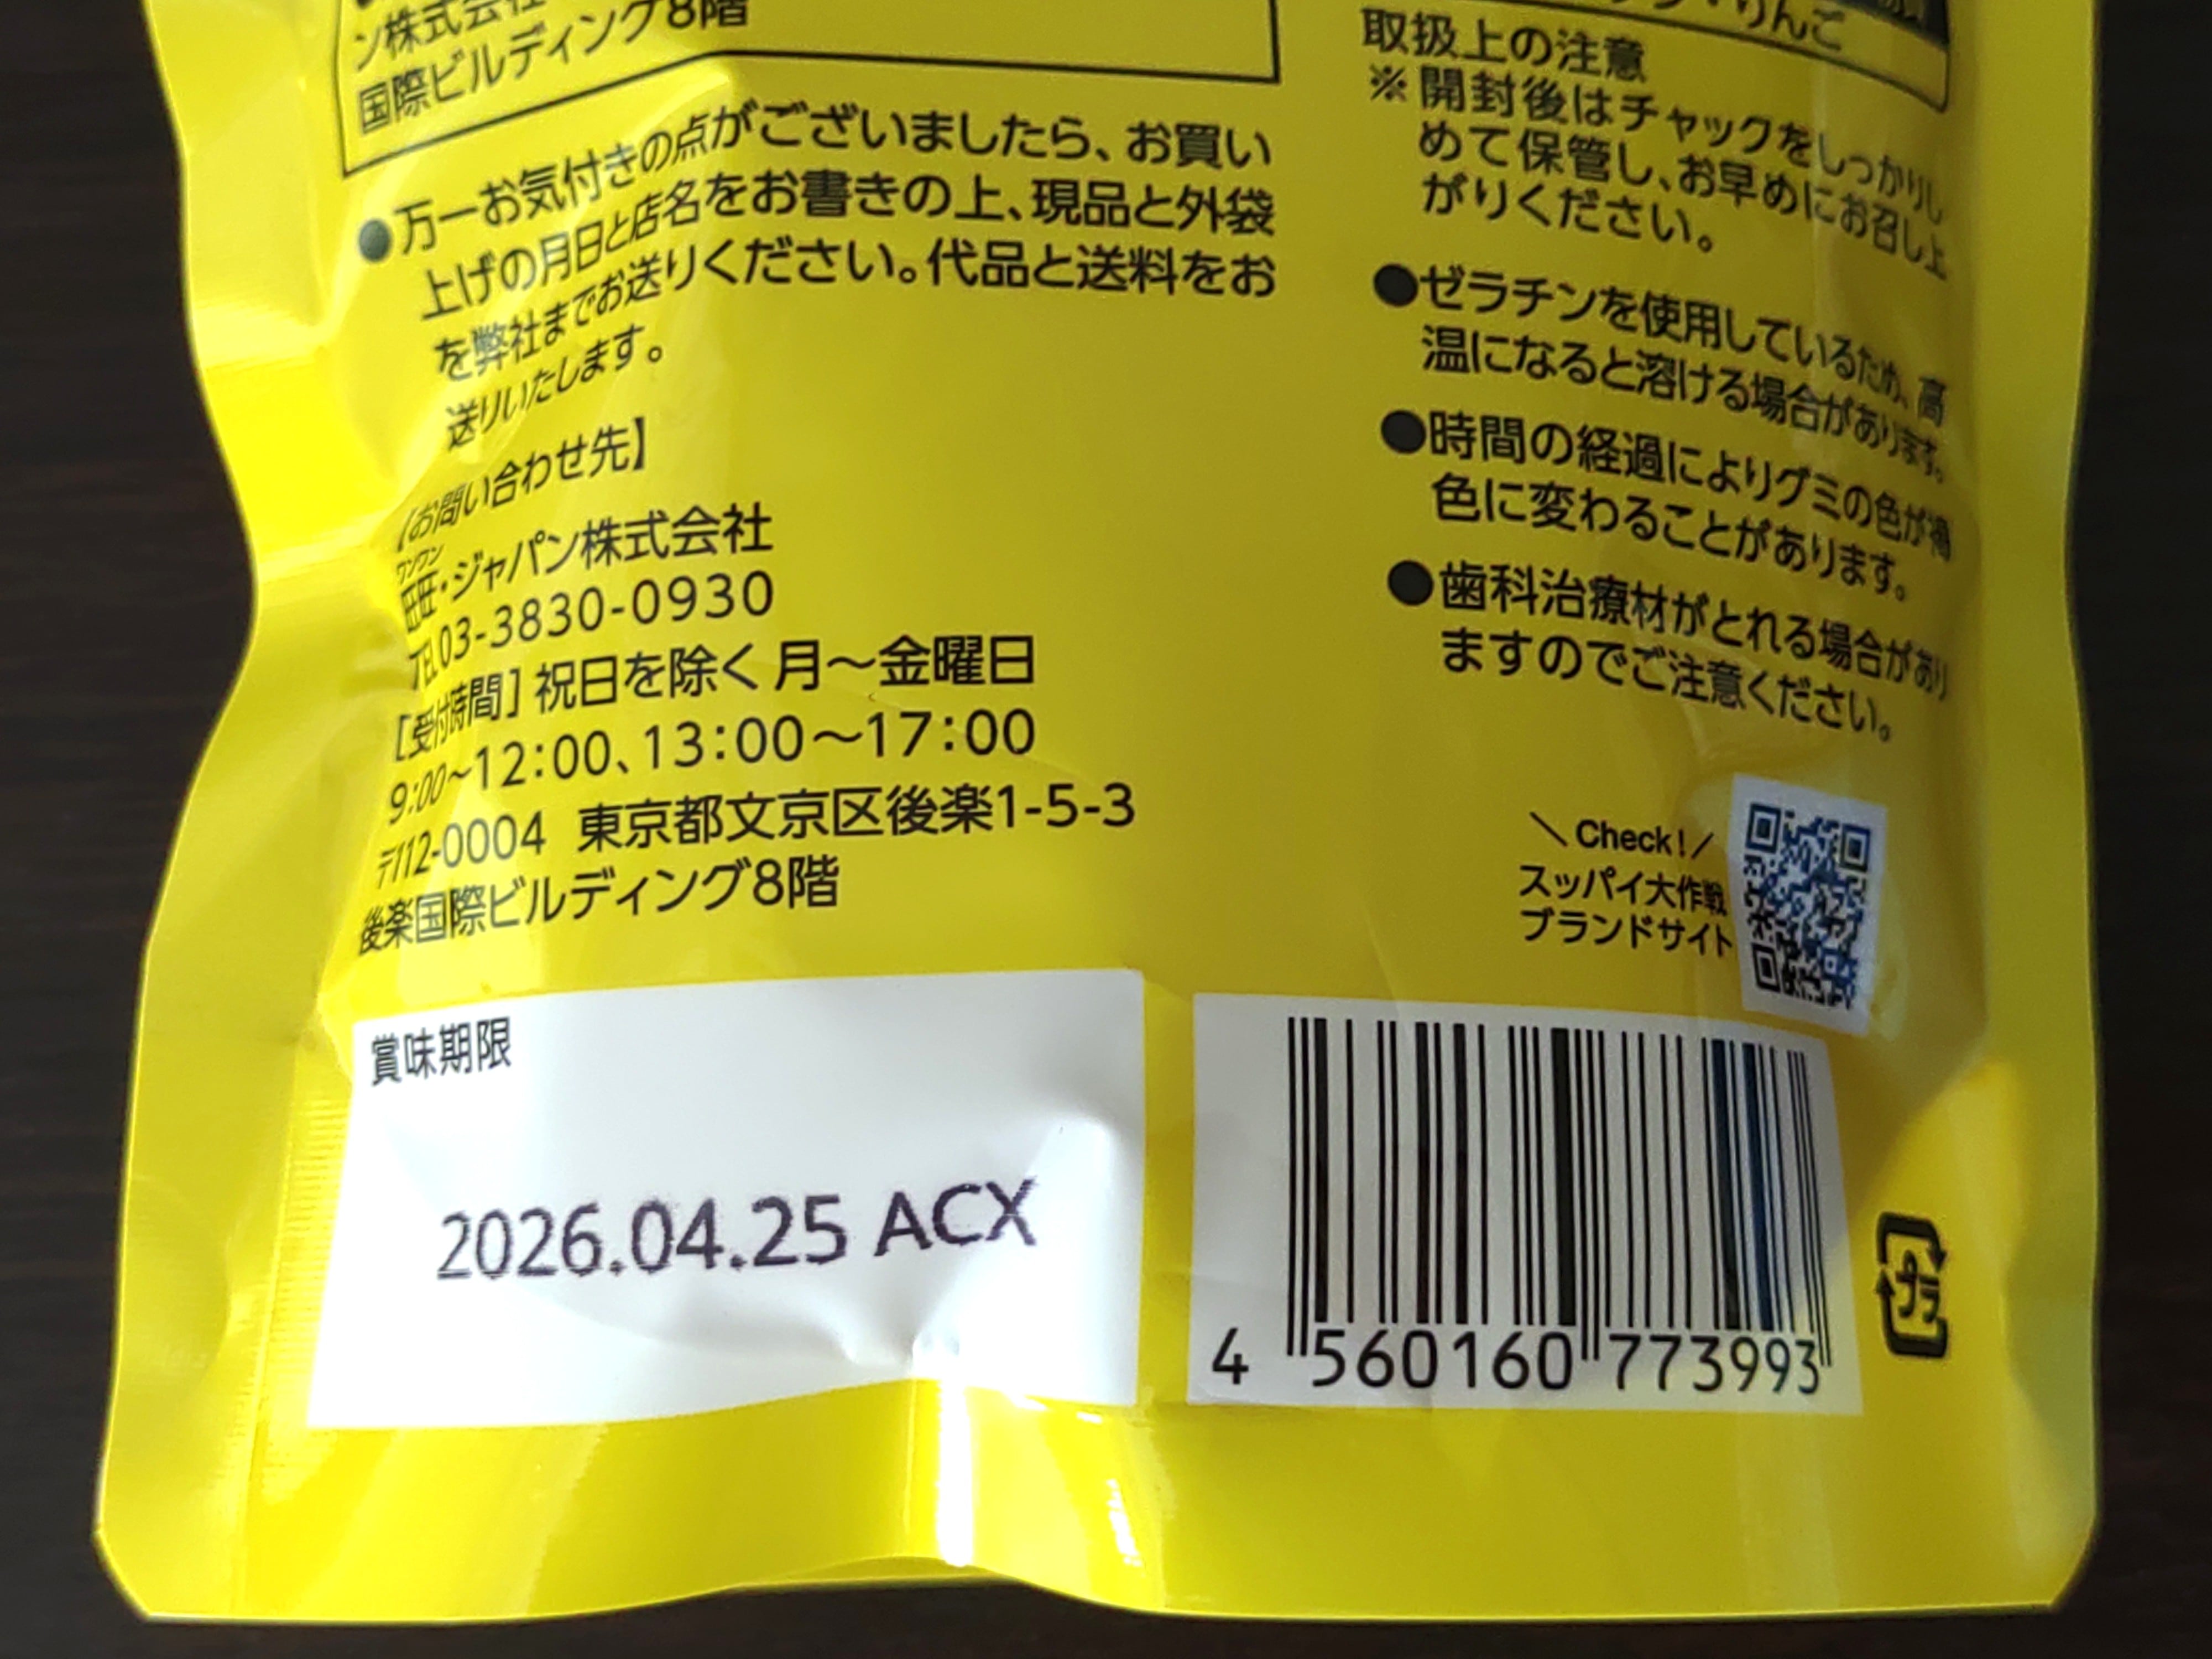 ン株式会社
国際ビルディング8階
●万一お気付きの点がございましたら、お買い
上げの月日と店名をお書きの上、現品と外袋
を弊社までお送りください。代品と送料をお
送りいたします。
【お問い合わせ先】
ワンワン
旺旺・ジャパン株式会社
TEL03-3830-0930
[受付時間]祝日を除く月〜金曜日
9:00〜12:00、13:00〜17:00
〒112-0004 東京都文京区後楽1-5-3
後楽国際ビルディング8階
賞味期限
2026.04.25 ACX
りんご
取扱上の注意
※開封後はチャックをしっかりし
めて保管し、お早めにお召し上
がりください。
●ゼラチンを使用しているため、高
温になると溶ける場合があります。
●時間の経過によりグミの色が褐
色に変わることがあります。
●歯科治療材がとれる場合があり
ますのでご注意ください。
\ Check! /
スッパイ大作戦
ブランドサイト
4 560160 773993
プラ